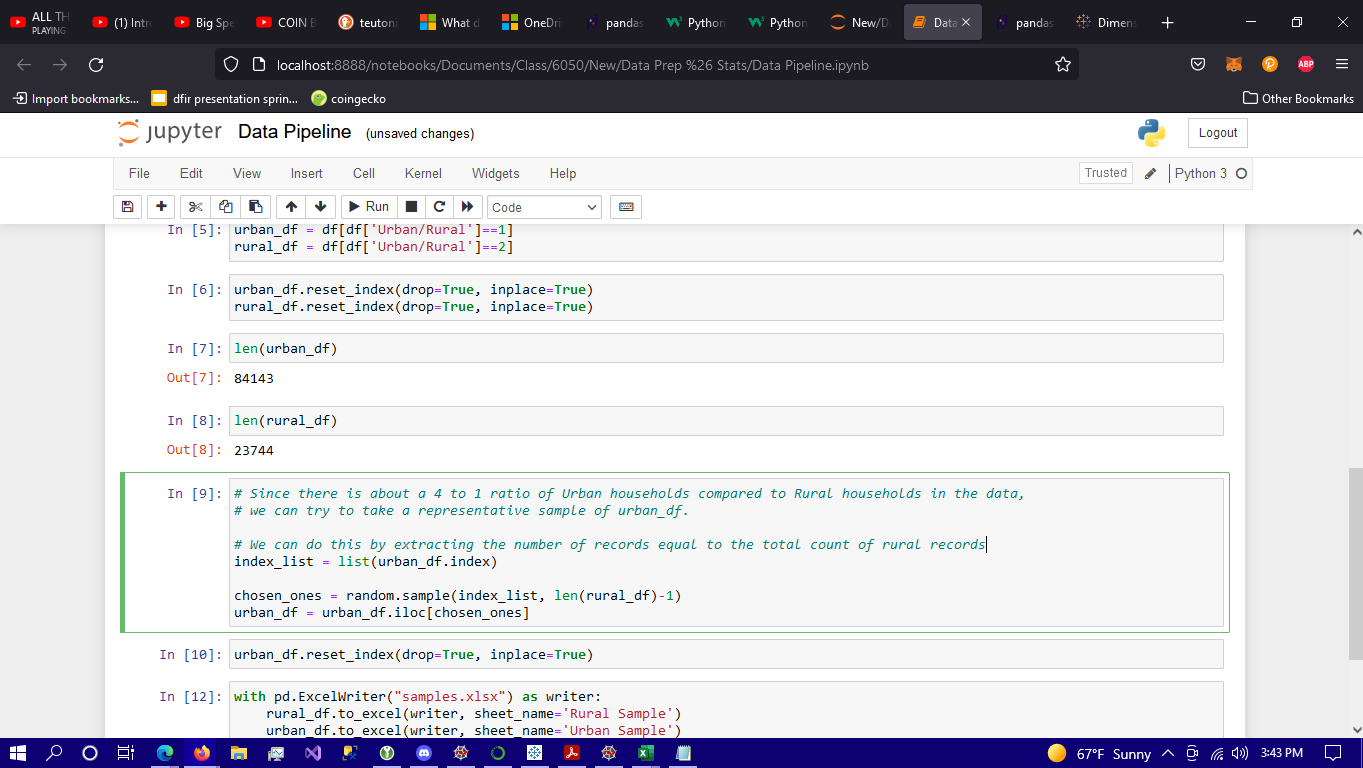 ALL TH
PLAYING
(1) Intr
Big Spe
COIN B
teutoni
What d
OneDri
pandas
Python
Python
New/D
Data
pandas
Dimens
localhost:8888/notebooks/Documents/Class/6050/New/Data Prep %26 Stats/Data Pipeline.ipynb
ABP
Import bookmarks...
dfir presentation sprin...
coingecko
Other Bookmarks
jupyter Data Pipeline (unsaved changes)
Logout
File Edit View Insert Cell Kernel Widgets Help
Trusted
Python 3
Run
Code
In [5]: urban_df = df[df['Urban/Rural']==1]
rural_df = df[df['Urban/Rural']==2]
In [6]: urban_df.reset_index(drop=True, inplace=True)
rural_df.reset_index(drop=True, inplace=True)
In [7]: len(urban_df)
Out[7]: 84143
In [8]: len(rural_df)
Out[8]: 23744
In [9]: # Since there is about a 4 to 1 ratio of Urban households compared to Rural households in the data,
# we can try to take a representative sample of urban_df.
# We can do this by extracting the number of records equal to the total count of rural records
index_list = list(urban_df.index)
chosen_ones = random.sample(index_list, len(rural_df)-1)
urban_df = urban_df.iloc[chosen_ones]
In [10]: urban_df.reset_index(drop=True, inplace=True)
In [12]: with pd.ExcelWriter("samples.xlsx") as writer:
rural_df.to_excel(writer, sheet_name='Rural Sample')
urban_df.to_excel(writer, sheet_name='Urban Sample')
67°F Sunny
3:43 PM